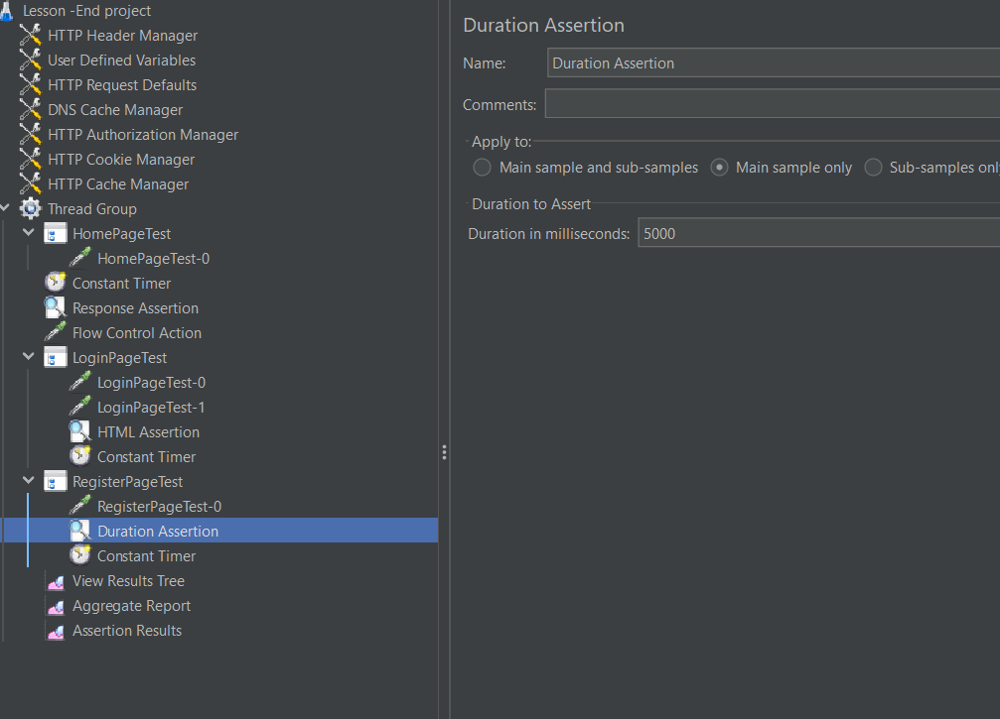 Lesson -End project
HTTP Header Manager
User Defined Variables
HTTP Request Defaults
DNS Cache Manager
HTTP Authorization Manager
HTTP Cookie Manager
HTTP Cache Manager
Thread Group
HomePageTest
HomePageTest-0
Constant Timer
Response Assertion
Flow Control Action
LoginPageTest
LoginPageTest-0
LoginPageTest-1
HTML Assertion
Constant Timer
RegisterPageTest
RegisterPageTest-0
Duration Assertion
Constant Timer
View Results Tree
Aggregate Report
Assertion Results
Duration Assertion
Name: Duration Assertion
Comments:
Apply to:
Main sample and sub-samples Main sample only Sub-samples only
Duration to Assert
Duration in milliseconds: 5000